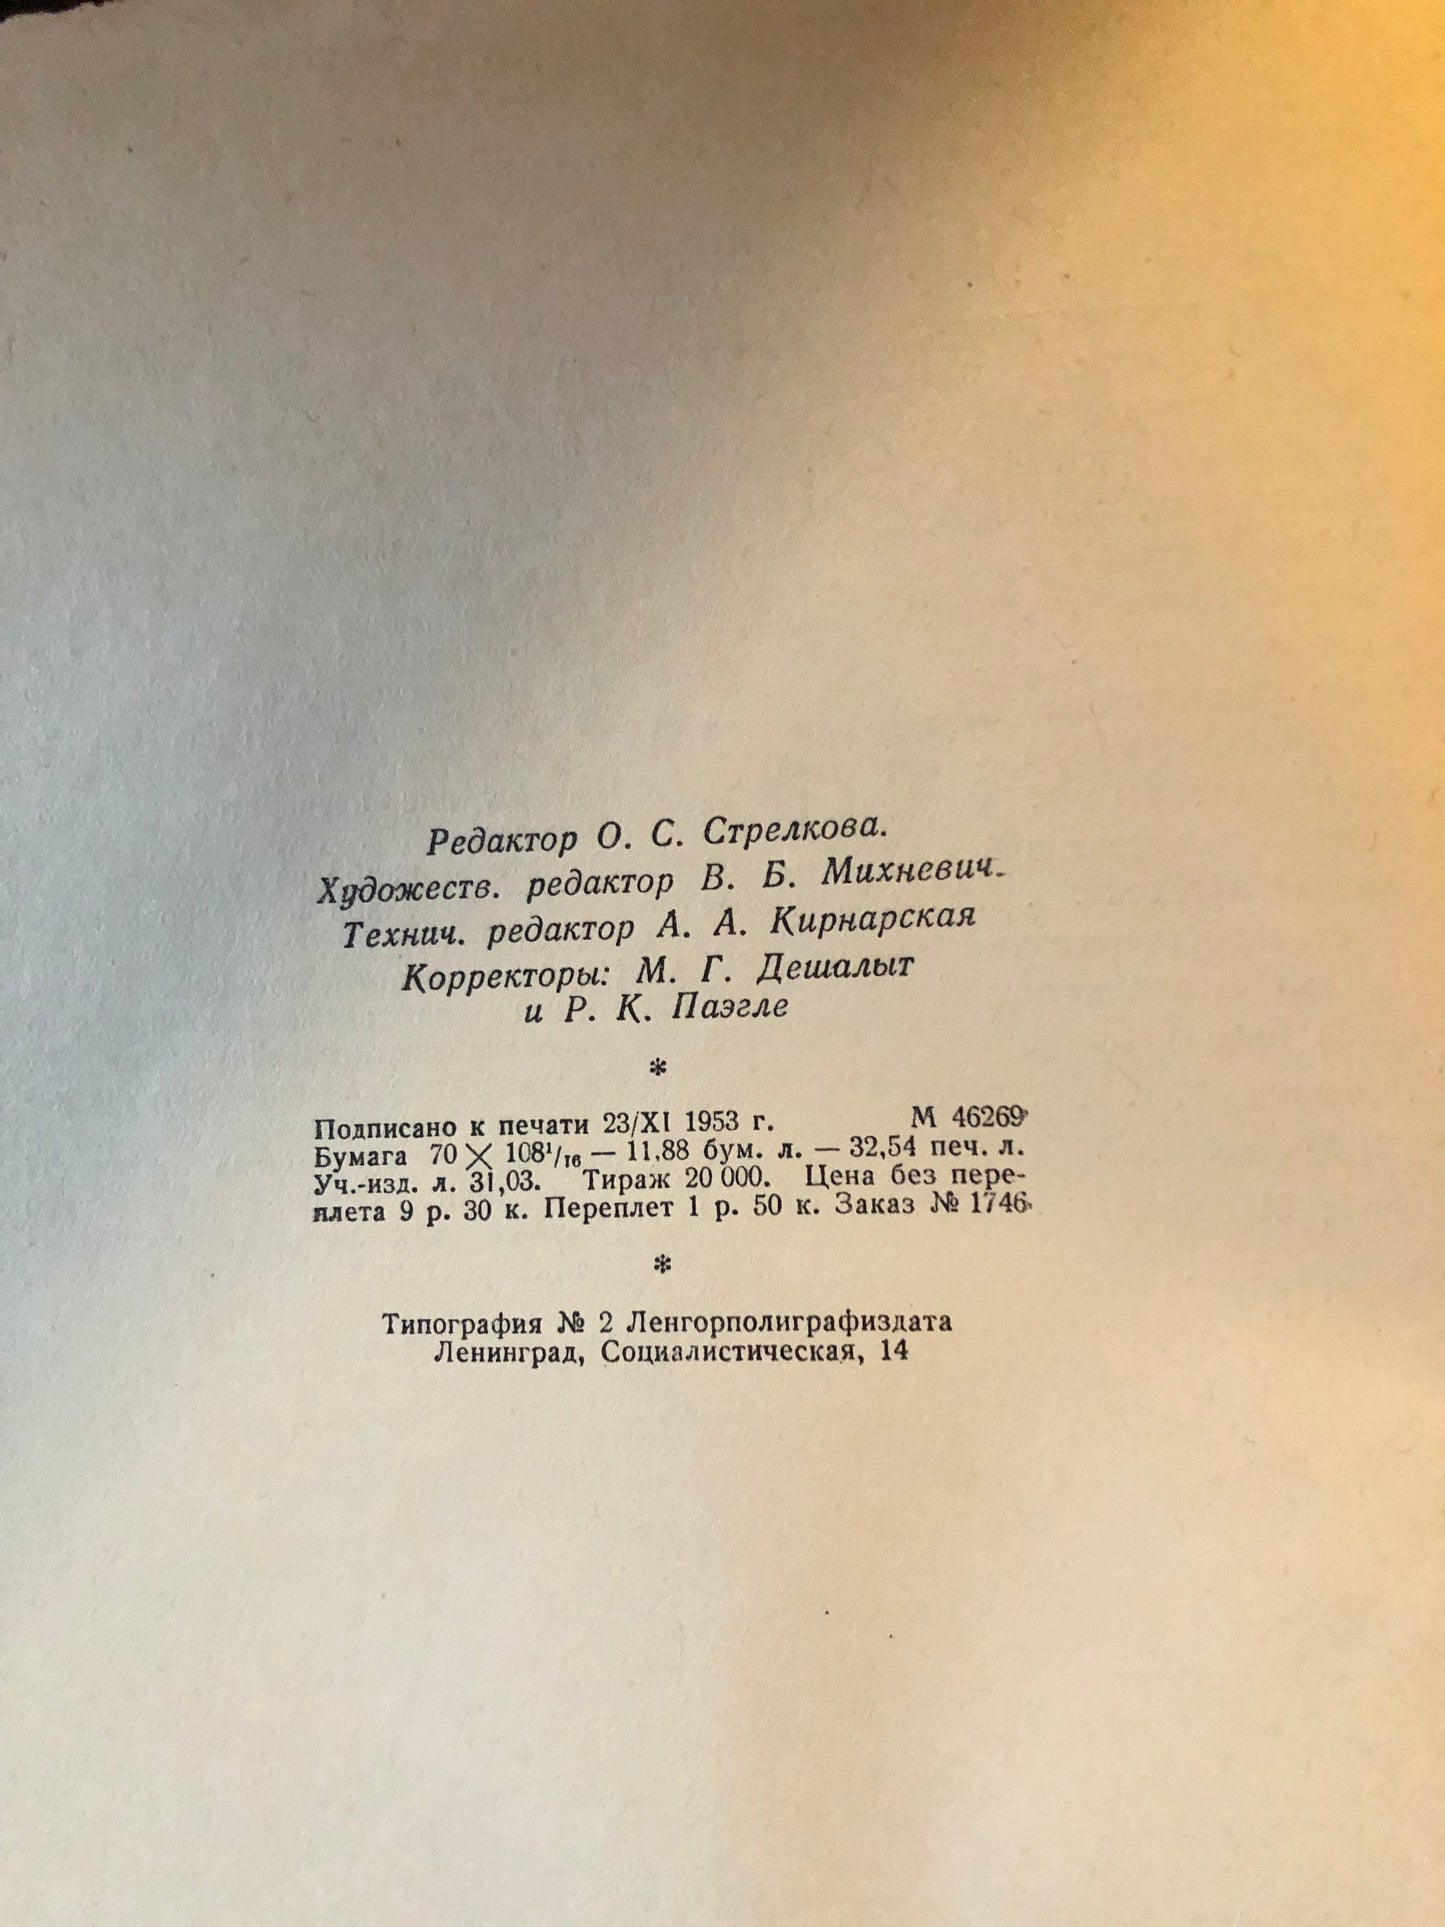 Редактор О. С. Стрелкова.
Художеств. редактор В. Б. Михневич.
Технич. редактор А. А. Кирнарская
Корректоры: М. Г. Дешалыт
и Р. К. Паэгле
*
Подписано к печати 23/XI 1953 г. М 46269
Бумага 70 × 108¹/₁₆ — 11,88 бум. л. — 32,54 печ. л.
Уч.-изд. л. 31,03. Тираж 20 000. Цена без пере-
плета 9 р. 30 к. Переплет 1 р. 50 к. Заказ № 1746.
*
Типография № 2 Ленгорполиграфиздата
Ленинград, Социалистическая, 14